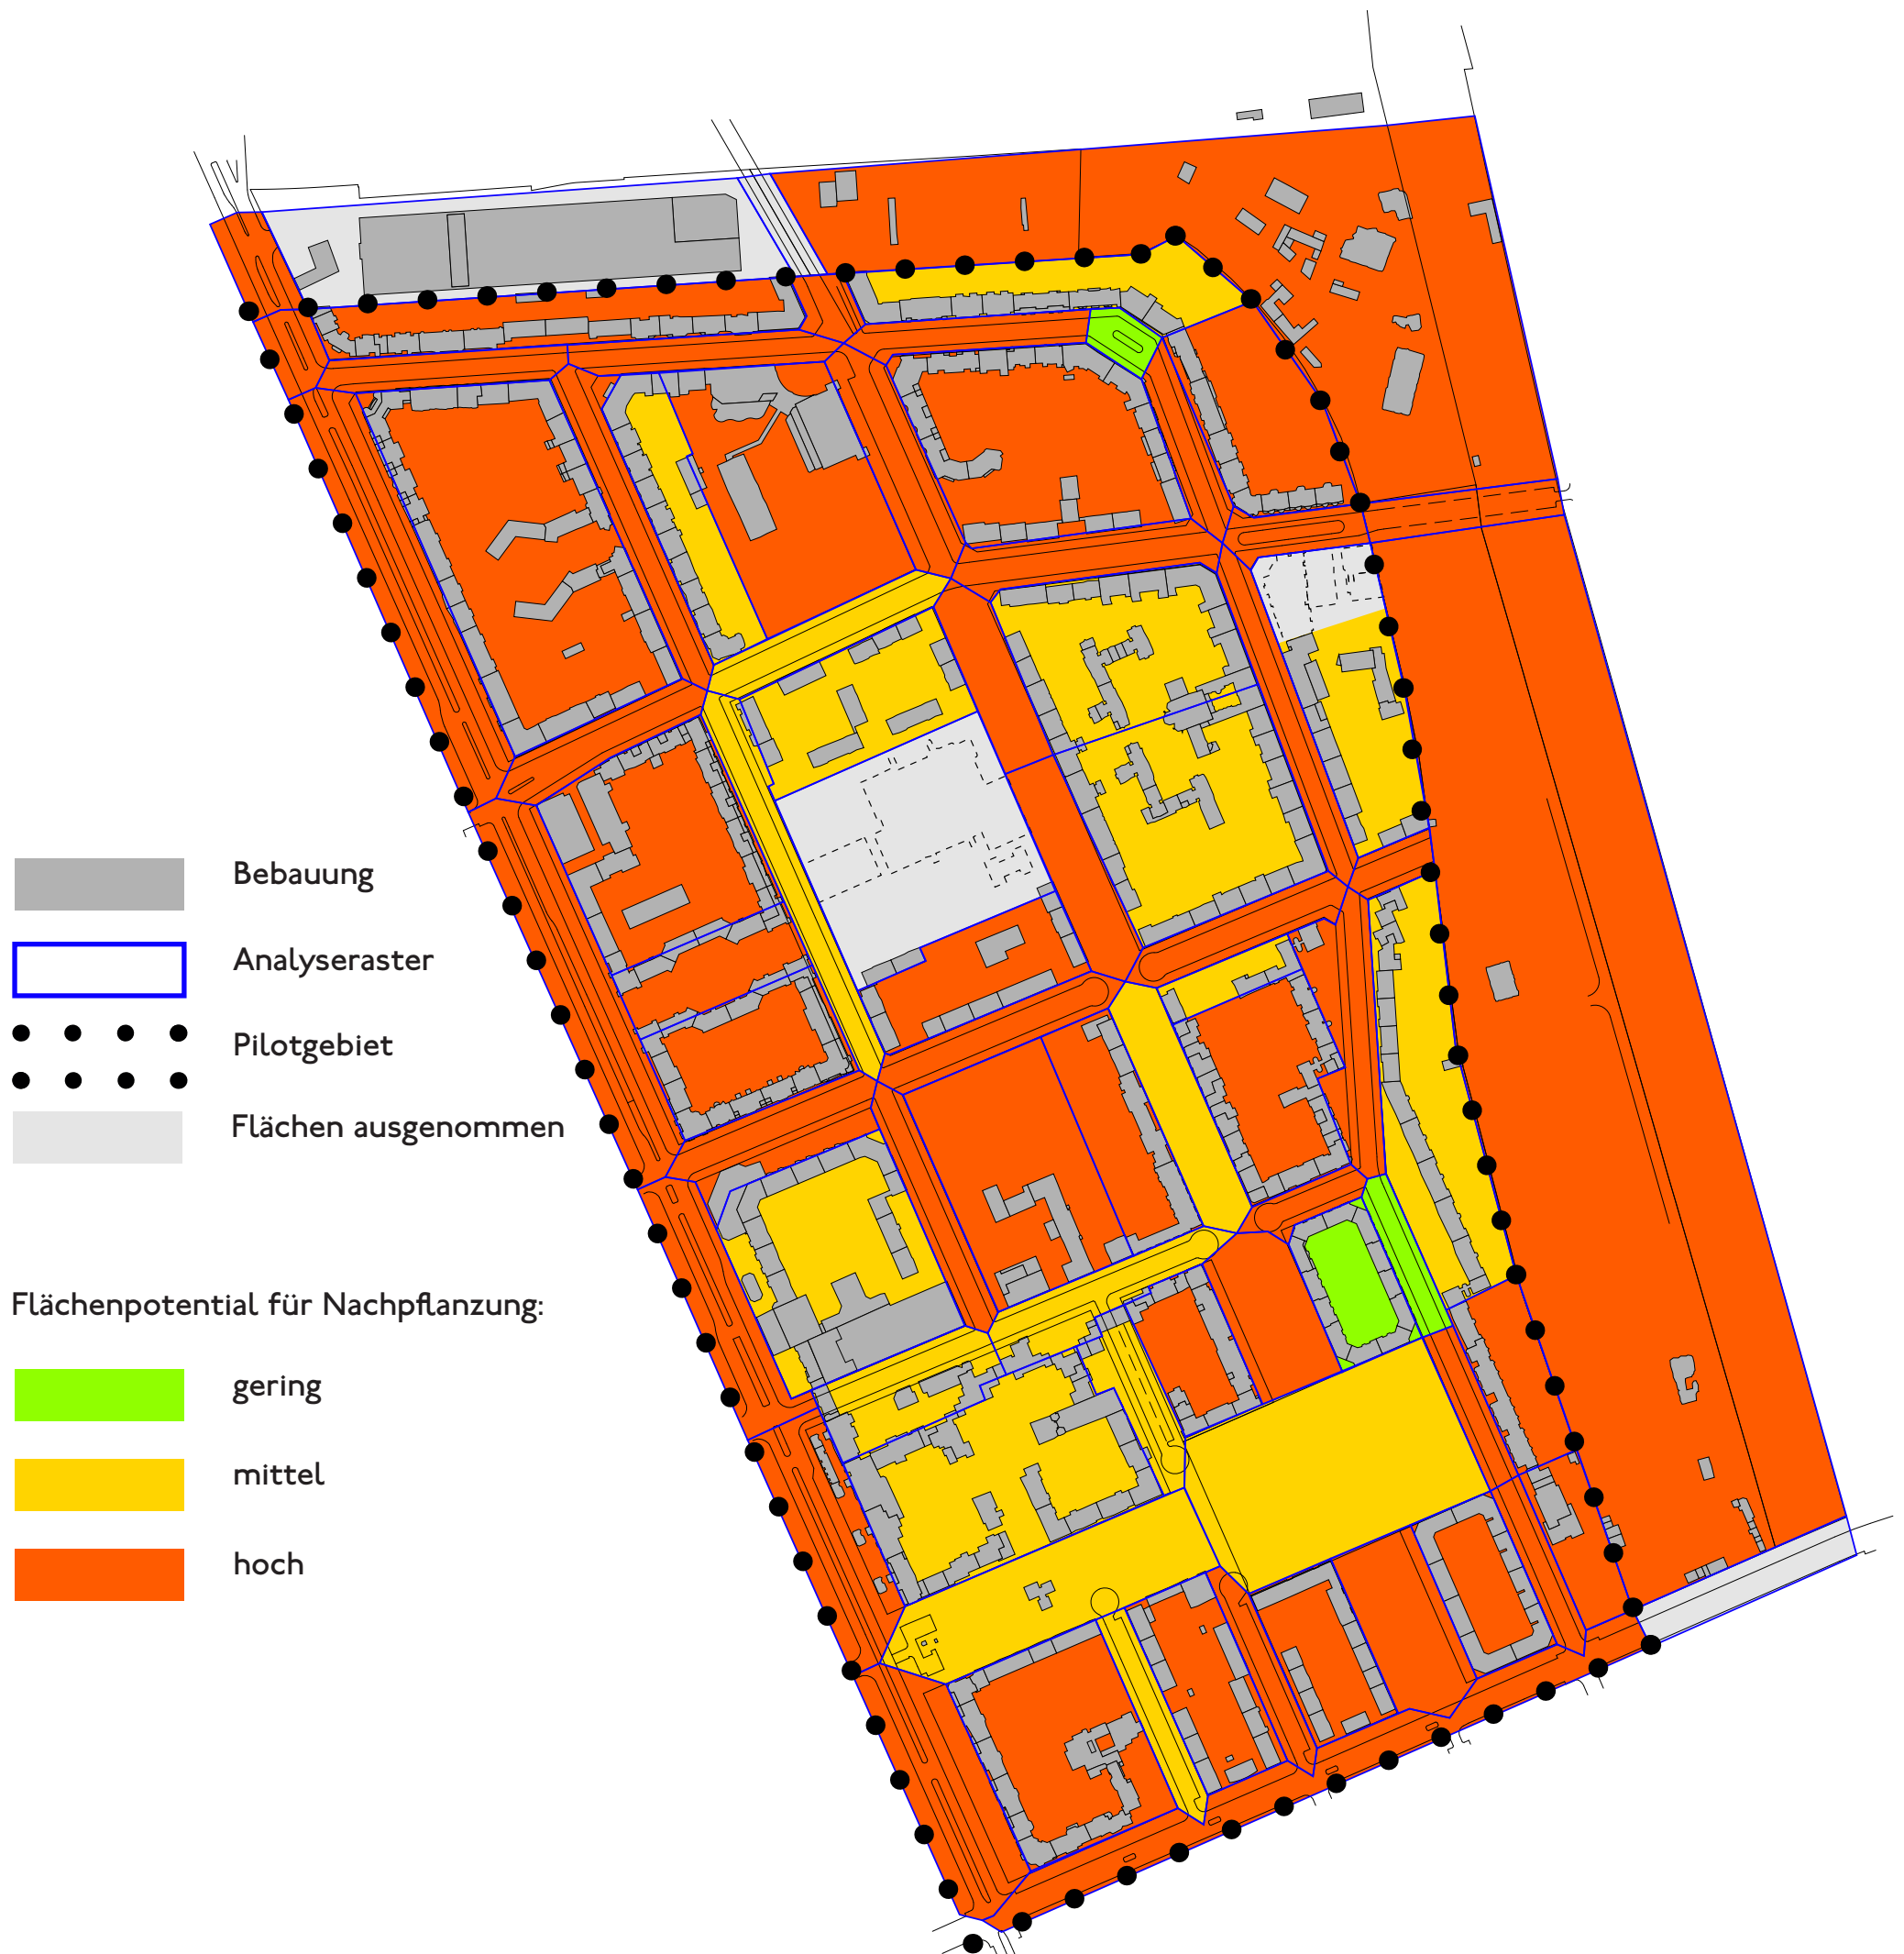 Bebauung
Analyseraster
Pilotgebiet
Flächen ausgenommen
Flächenpotential für Nachpflanzung:
gering
mittel
hoch